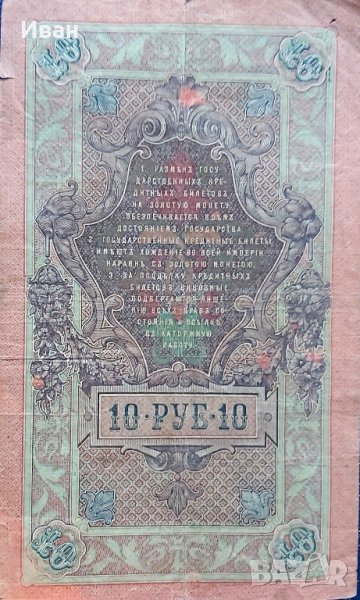 Иван
1. РАЗМѢНЪ ГОСУ
ДАРСТВЕННЫХЪ КРЕ
ДИТНЫХЪ БИЛЕТОВЪ
НА ЗОЛОТУЮ МОНЕТУ
ОБЕЗПЕЧИВАЕТСЯ ВСѢМЪ
ДОСТОЯНІЕМЪ ГОСУДАРСТВА.
2. ГОСУДАРСТВЕННЫЕ КРЕДИТНЫЕ БИЛЕТЫ
ИМѢЮТЪ ХОЖДЕНІЕ ВО ВСЕЙ ИМПЕРІИ
НАРАВНѢ СЪ ЗОЛОТОЮ МОНЕТОЮ
3. ЗА ПОДДѢЛКУ КРЕДИТНЫХЪ
БИЛЕТОВЪ ВИНОВНЫЕ
ПОДВЕРГАЮТСЯ ЛИШЕ-
НІЮ ВСѢХЪ ПРАВЪ СО-
СТОЯНІЯ И ССЫЛКѢ
ВЪ КАТОРЖНУЮ
РАБОТУ.
10·РУБ·10
BAZAR